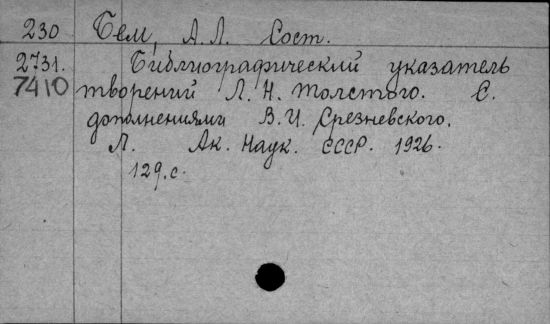 230 Бем, А.Л. Сост.
2731. Библиографический указатель
7410 творений Л. Н. Толстого. С.
дополнениями В. И. Срезневского.
Л. Ак. Наук. СССР. 1926.
129.с.